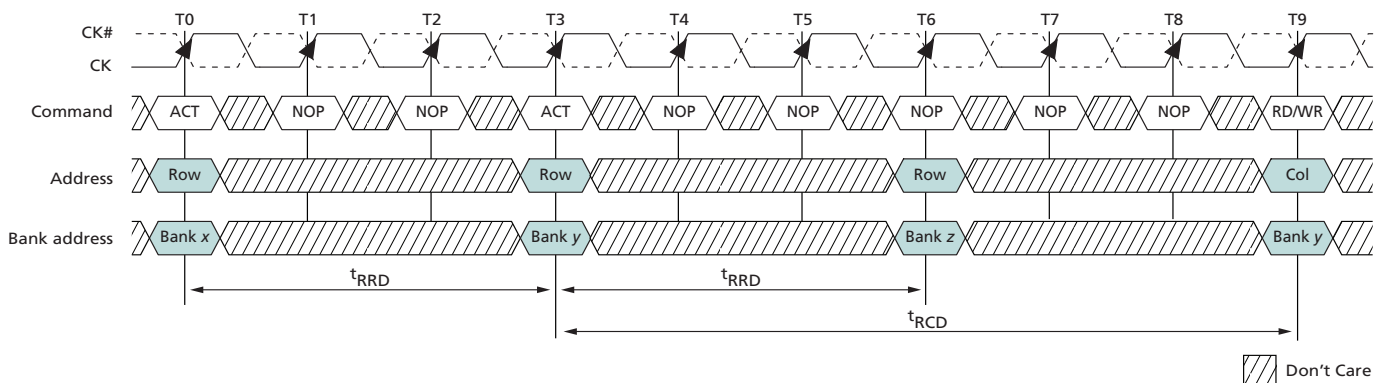 T0 T1 T2 T3 T4 T5 T6 T7 T8 T9
CK#
CK
Command ACT NOP NOP ACT NOP NOP NOP NOP NOP RD/WR
Address Row Row Row Col
Bank address Bank x Bank y Bank z Bank y
tRRD tRRD
tRCD
Don't Care